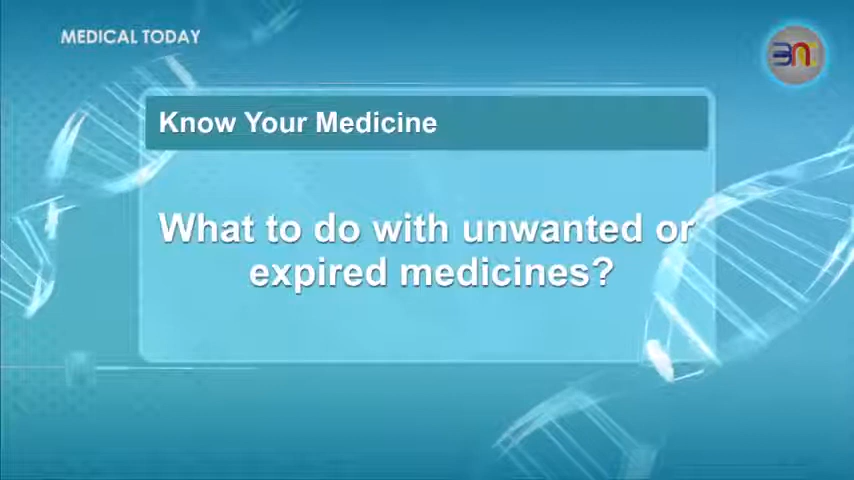 MEDICAL TODAY
Know Your Medicine
What to do with unwanted or
expired medicines?